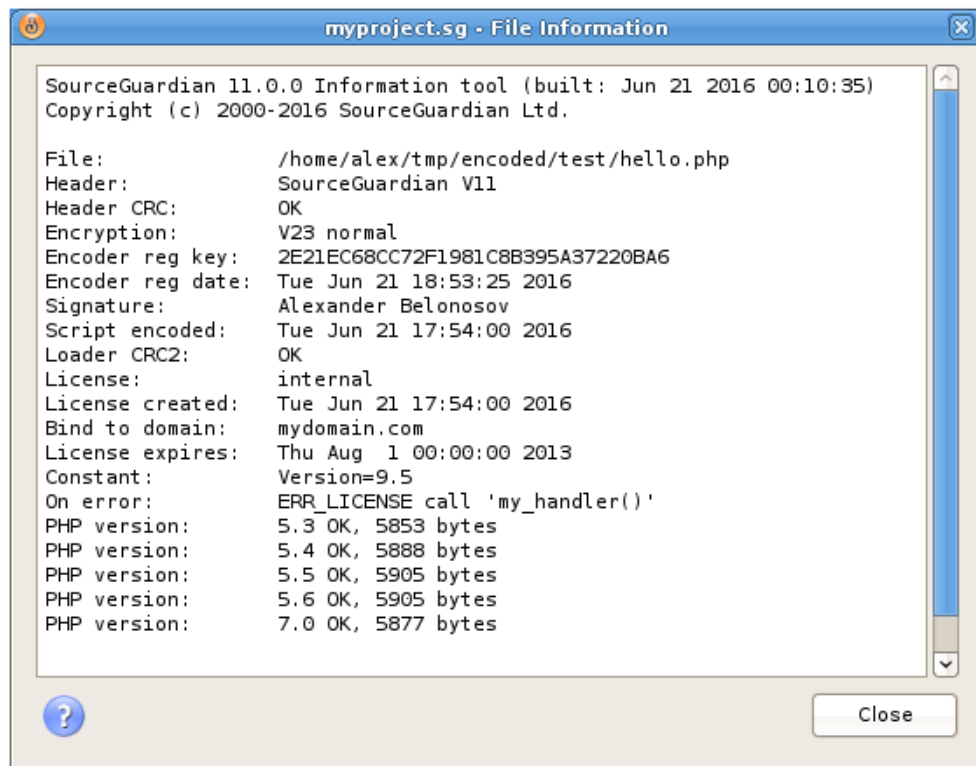 myproject.sg - File Information
SourceGuardian 11.0.0 Information tool (built: Jun 21 2016 00:10:35)
Copyright (c) 2000-2016 SourceGuardian Ltd.
File: /home/alex/tmp/encoded/test/hello.php
Header: SourceGuardian V11
Header CRC: OK
Encryption: V23 normal
Encoder reg key: 2E21EC68CC72F1981C8B395A37220BA6
Encoder reg date: Tue Jun 21 18:53:25 2016
Signature: Alexander Belonosov
Script encoded: Tue Jun 21 17:54:00 2016
Loader CRC2: OK
License: internal
License created: Tue Jun 21 17:54:00 2016
Bind to domain: mydomain.com
License expires: Thu Aug  1 00:00:00 2013
Constant: Version=9.5
On error: ERR_LICENSE call 'my_handler()'
PHP version: 5.3 OK, 5853 bytes
PHP version: 5.4 OK, 5888 bytes
PHP version: 5.5 OK, 5905 bytes
PHP version: 5.6 OK, 5905 bytes
PHP version: 7.0 OK, 5877 bytes
?
Close